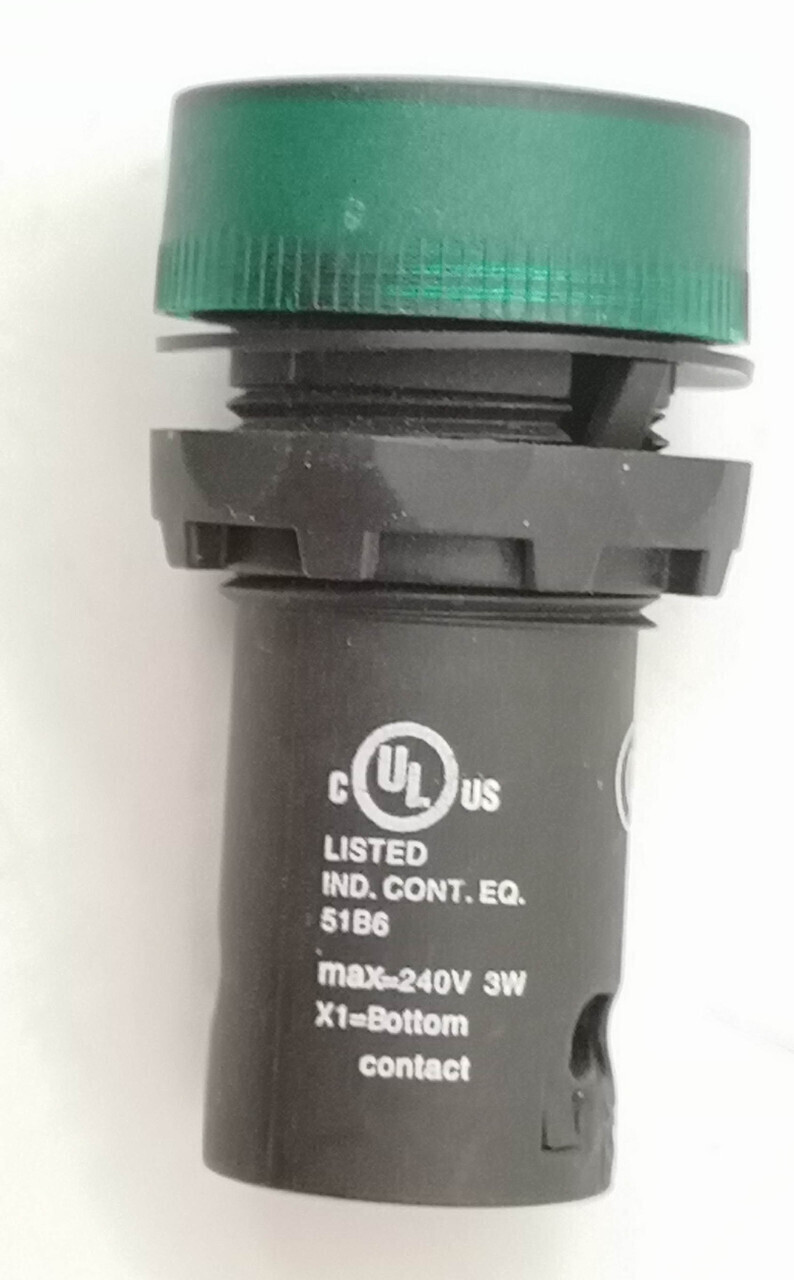 C UL US
LISTED
IND. CONT. EQ.
51B6
max=240V 3W
X1=Bottom
contact